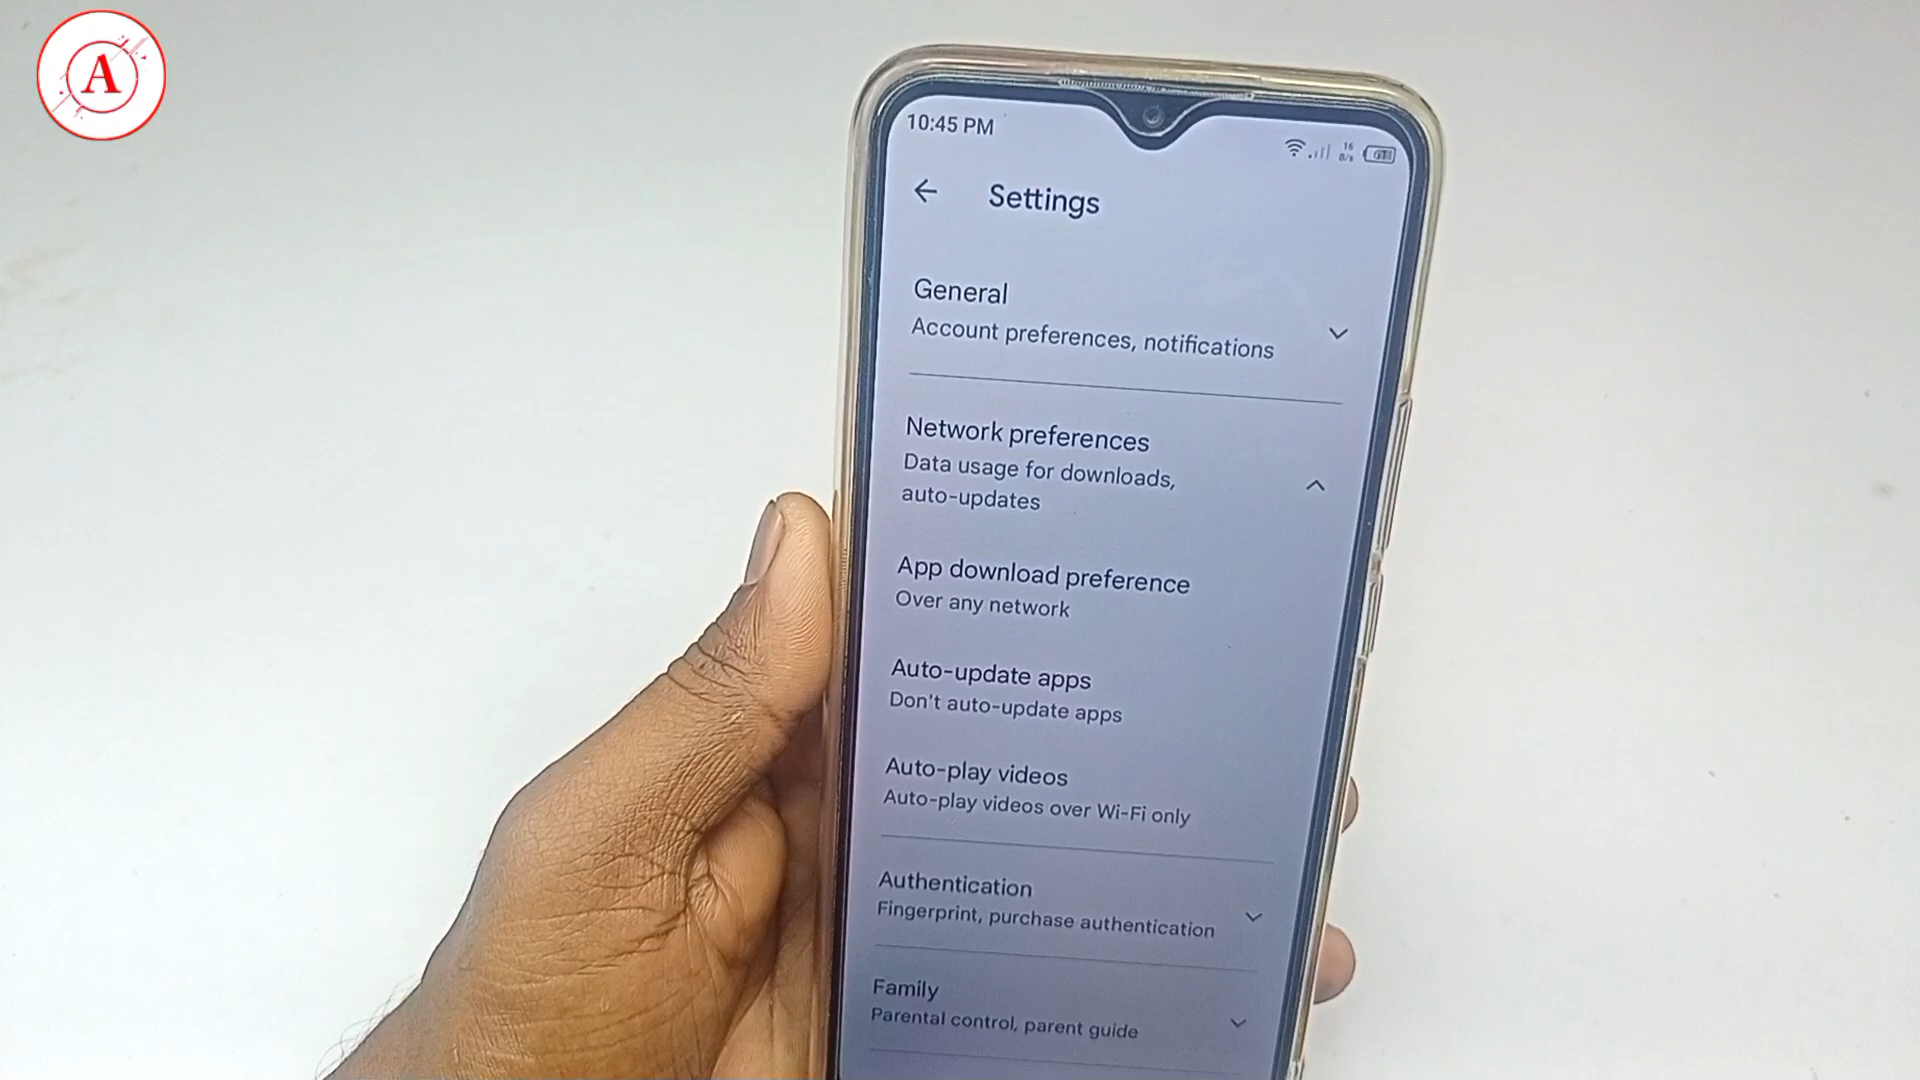 A
10:45 PM
16
B/s
61
Settings
General
Account preferences, notifications
Network preferences
Data usage for downloads,
auto-updates
App download preference
Over any network
Auto-update apps
Don't auto-update apps
Auto-play videos
Auto-play videos over Wi-Fi only
Authentication
Fingerprint, purchase authentication
Family
Parental control, parent guide